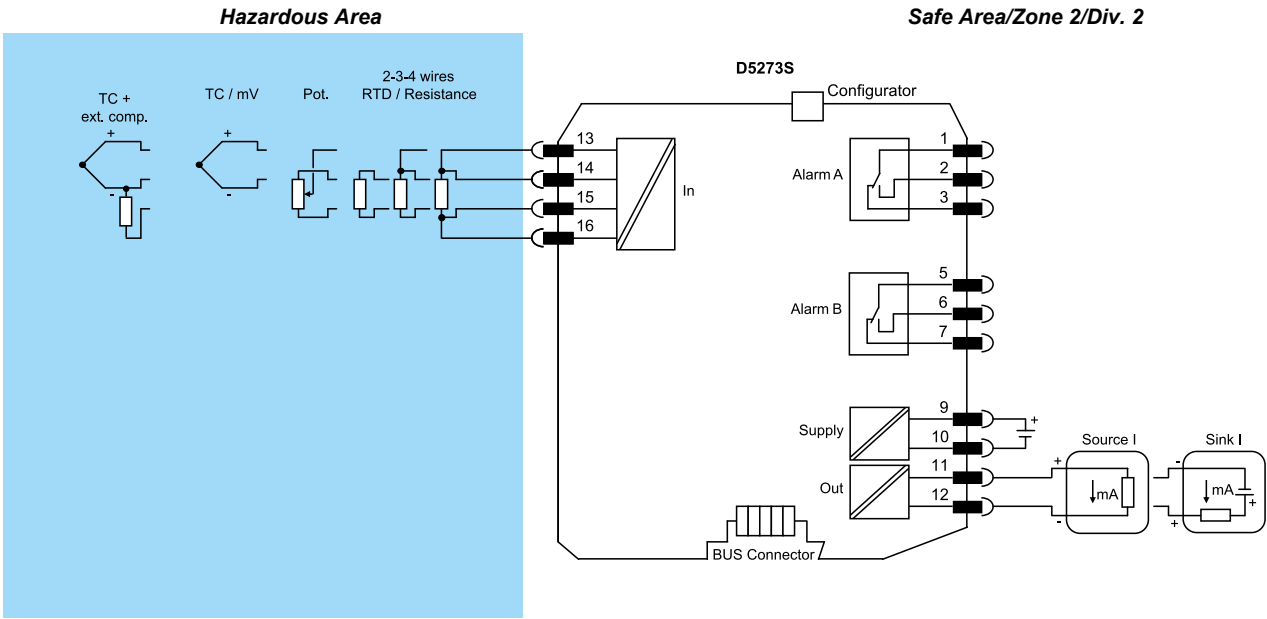 Hazardous Area
Safe Area/Zone 2/Div. 2
D5273S
Configurator
TC +
ext. comp.
+
-
TC / mV
+
-
Pot.
2-3-4 wires
RTD / Resistance
13
14
15
16
In
Alarm A
1
2
3
Alarm B
5
6
7
Supply
9
10
+
Out
11
12
Source I
+
mA
-
Sink I
-
mA
+
+
BUS Connector